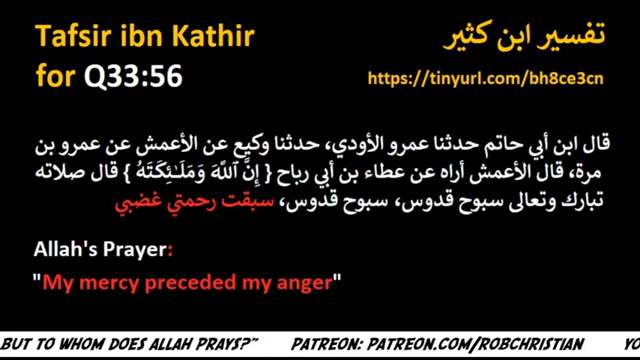 Tafsir ibn Kathir
for Q33:56
تفسير ابن كثير
https://tinyurl.com/bh8ce3cn
قال ابن أبي حاتم حدثنا عمرو الأودي، حدثنا وكيع عن الأعمش عن عمرو بن
مرة، قال الأعمش أراه عن عطاء بن أبي رباح { إِنَّ ٱللَّهَ وَمَلَـٰئِكَتَهُ } قال صلاته
تبارك وتعالى سبوح قدوس، سبوح قدوس، سبقت رحمتي غضبي
Allah's Prayer:
"My mercy preceded my anger"
BUT TO WHOM DOES ALLAH PRAYS?" PATREON: PATREON.COM/ROBCHRISTIAN YO